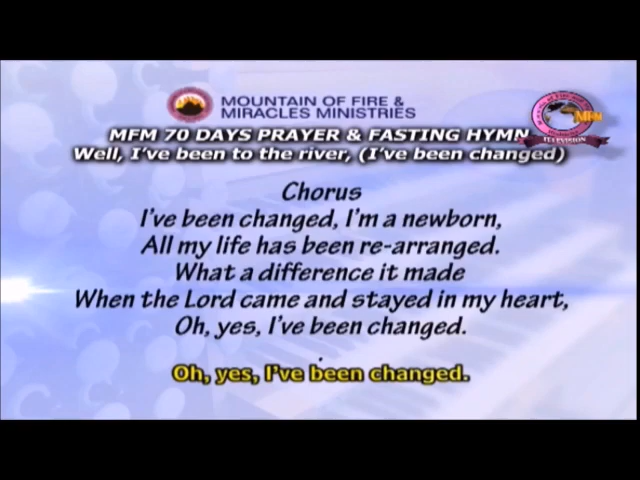 MOUNTAIN OF FIRE &
MIRACLES MINISTRIES
MFM
TELEVISION
MFM 70 DAYS PRAYER & FASTING HYMN
Well, I've been to the river, (I've been changed)
Chorus
I've been changed, I'm a newborn,
All my life has been re-arranged.
What a difference it made
When the Lord came and stayed in my heart,
Oh, yes, I've been changed.
.
Oh, yes, I've been changed.